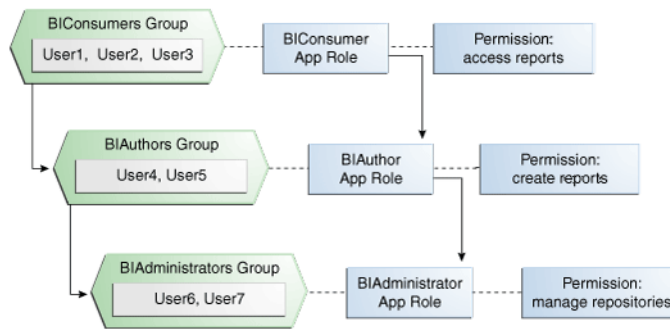 BIConsumers Group
User1, User2, User3
BIConsumer
App Role
Permission:
access reports
BIAuthors Group
User4, User5
BIAuthor
App Role
Permission:
create reports
BIAdministrators Group
User6, User7
BIAdministrator
App Role
Permission:
manage repositories